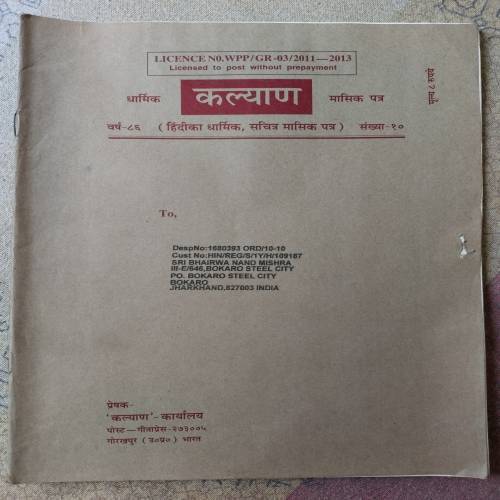 LICENCE N0.WPP/GR-03/2011—2013
Licensed to post without prepayment
धार्मिक कल्याण मासिक पत्र
मूल्य ८ रुपये
वर्ष-८६ ( हिंदीका धार्मिक, सचित्र मासिक पत्र ) संख्या-१०
To,
DespNo:1680393 ORD/10-10
Cust No:HIN/REG/S/1Y/H/109187
SRI BHAIRWA NAND MISHRA
III-E/646,BOKARO STEEL CITY
PO. BOKARO STEEL CITY
BOKARO
JHARKHAND,827003 INDIA
प्रेषक-
'कल्याण'-कार्यालय
पोस्ट—गीताप्रेस-२७३००५
गोरखपुर ( उ०प्र० ) भारत